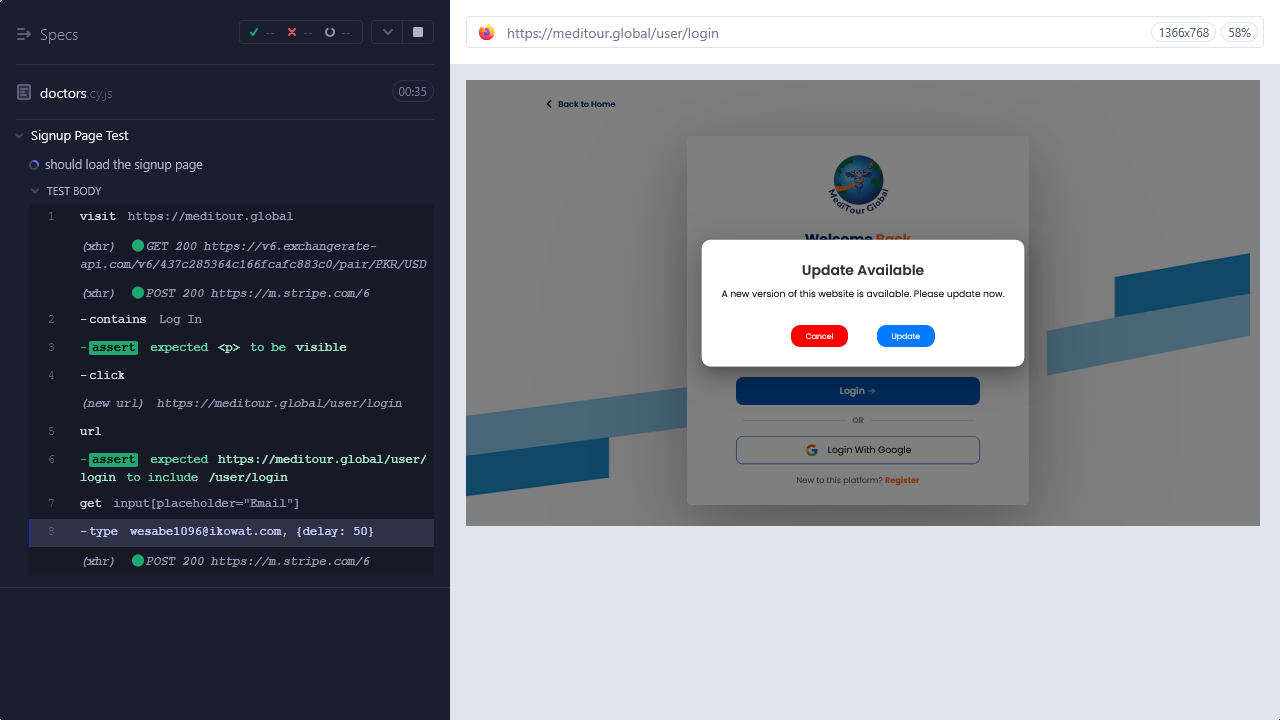 Specs
-- -- --
doctors.cy.js
00:35
Signup Page Test
should load the signup page
TEST BODY
1 visit https://meditour.global
(xhr) GET 200 https://v6.exchangerate-
api.com/v6/437c285364c166fcafc883c0/pair/PKR/USD
(xhr) POST 200 https://m.stripe.com/6
2 -contains Log In
3 -assert expected <p> to be visible
4 -click
(new url) https://meditour.global/user/login
5 url
6 -assert expected https://meditour.global/user/
login to include /user/login
7 get input[placeholder="Email"]
8 -type wesabe1096@ikowat.com, {delay: 50}
(xhr) POST 200 https://m.stripe.com/6
https://meditour.global/user/login
1366x768
58%
Back to Home
MediTour Global
Welcome Back
Update Available
A new version of this website is available. Please update now.
Cancel
Update
Login →
OR
Login With Google
New to this platform? Register